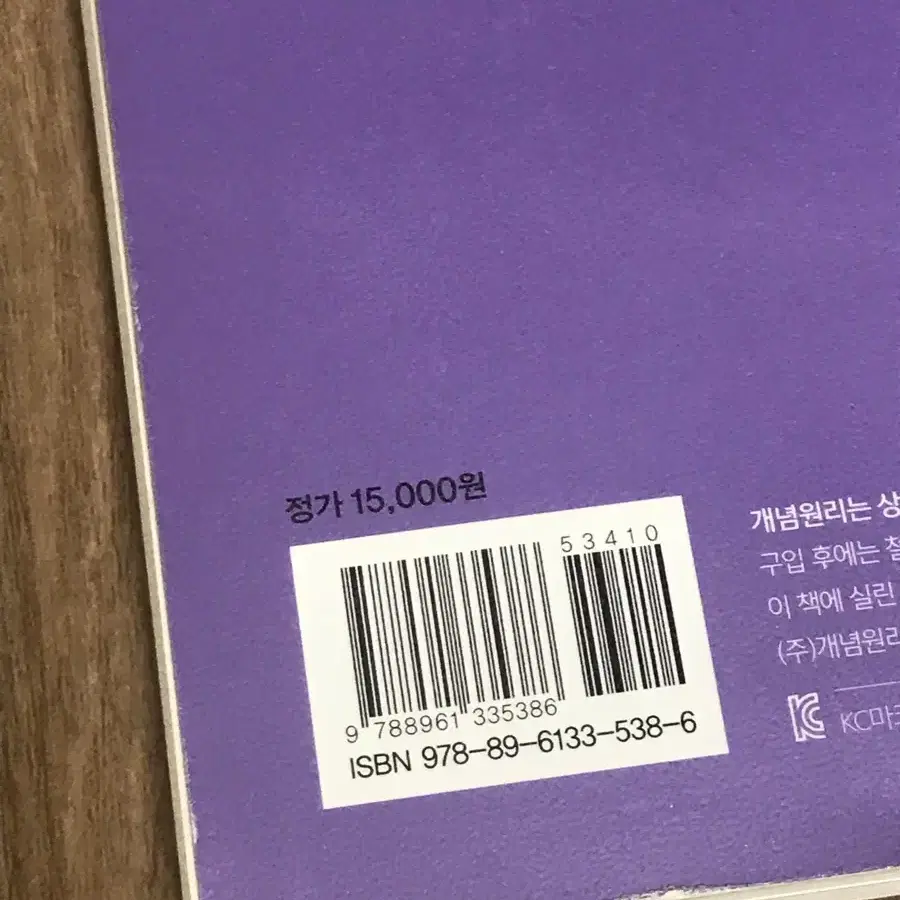 정가 15,000원
53410
9 788961 335386
ISBN 978-89-6133-538-6
개념원리는
구입 후에는
이 책에 실린
(주)개념원리
KC
KC마크